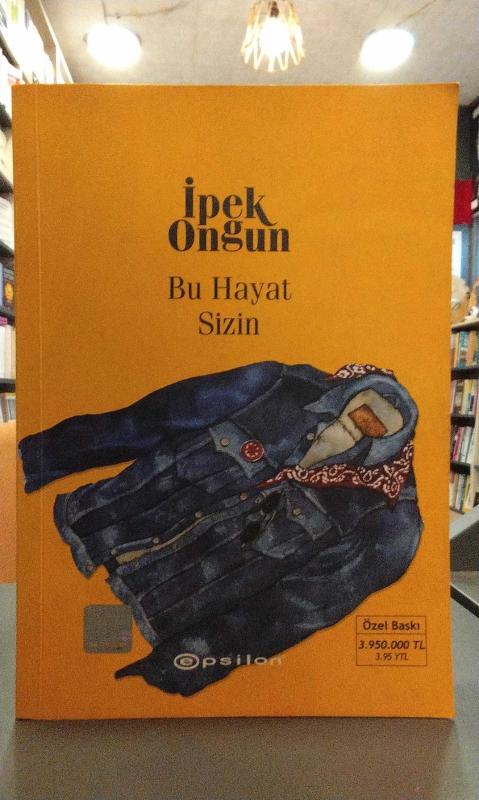 İpek
Ongun
Bu Hayat
Sizin
Özel Baskı
3.950.000 TL
3.95 YTL
epsilon